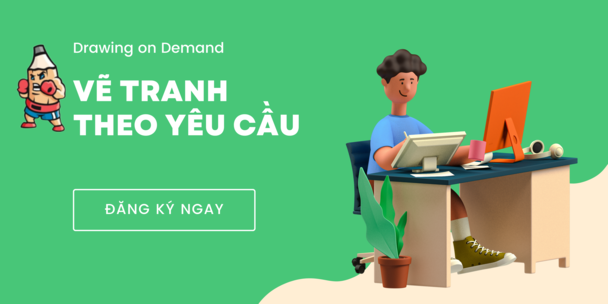 Drawing on Demand
VẼ TRANH
THEO YÊU CẦU
ĐĂNG KÝ NGAY